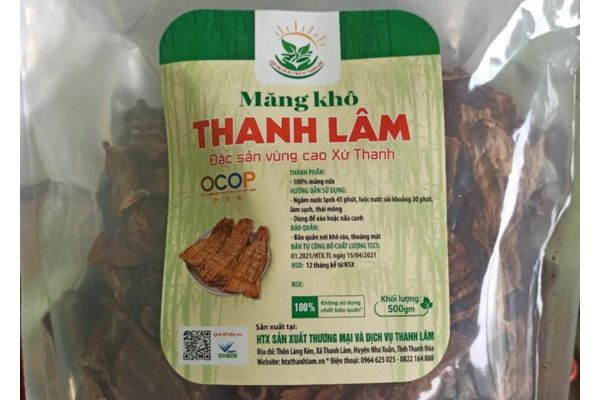 Măng khô
THANH LÂM
Đặc sản vùng cao Xứ Thanh
OCOP
THÀNH PHẦN:
- 100% măng nứa
HƯỚNG DẪN SỬ DỤNG:
- Ngâm nước lạnh 45 phút, luộc nước sôi khoảng 30 phút,
làm sạch, thái mỏng
- Dùng để xào hoặc nấu canh
BẢO QUẢN:
- Bảo quản nơi khô ráo, thoáng mát
BẢN TỰ CÔNG BỐ CHẤT LƯỢNG TCCS:
01.2021/HTX.TL ngày 15/04/2021
HSD: 12 tháng kể từ NSX
NSX:
100%
Không sử dụng
chất bảo quản
Khối lượng:
500gm
Quét để kiểm tra
CHECK
Sản xuất tại:
HTX SẢN XUẤT THƯƠNG MẠI VÀ DỊCH VỤ THANH LÂM
Địa chỉ: Thôn Làng Kèn, Xã Thanh Lâm, Huyện Như Xuân, Tỉnh Thanh Hóa
Website: htxthanhlam.vn * Điện thoại: 0964 625 025 - 0822 164 888